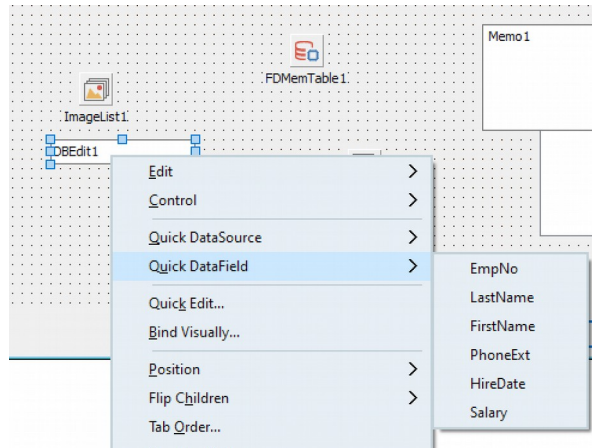 Memo1
FDMemTable1
ImageList1
DBEdit1
Edit
Control
Quick DataSource
Quick DataField
Quick Edit...
Bind Visually...
Position
Flip Children
Tab Order...
EmpNo
LastName
FirstName
PhoneExt
HireDate
Salary